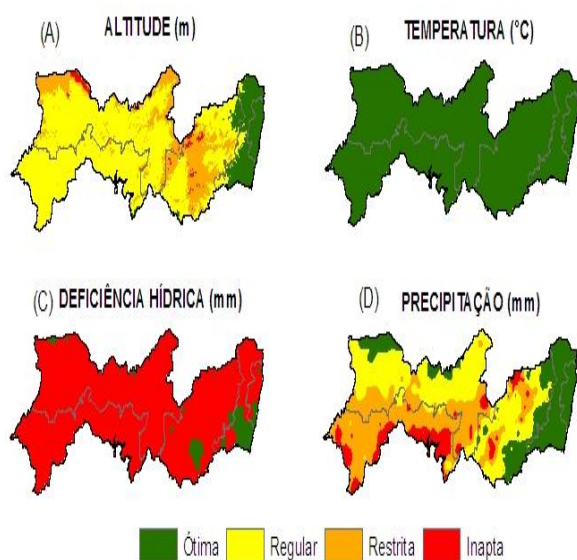 (A) ALTITUDE (m)
(B) TEMPERATURA (°C)
(C) DEFICIÊNCIA HÍDRICA (mm)
(D) PRECIPITAÇÃO (mm)
Ótima Regular Restrita Inapta